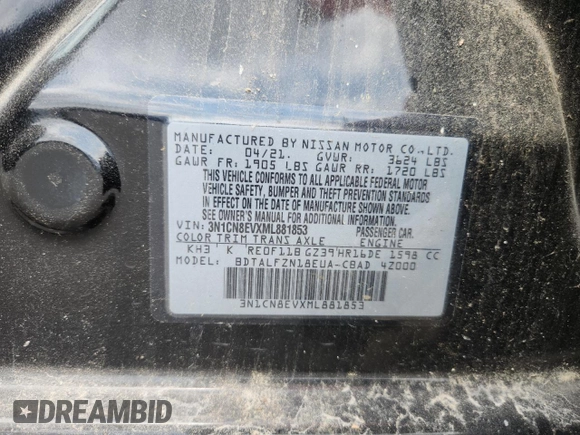 MANUFACTURED BY NISSAN MOTOR CO.,LTD.
DATE: 04/21. GVWR: 3624 LBS
GAWR FR: 1905 LBS GAWR RR: 1720 LBS
THIS VEHICLE CONFORMS TO ALL APPLICABLE FEDERAL MOTOR
VEHICLE SAFETY, BUMPER AND THEFT PREVENTION STANDARDS
IN EFFECT ON THE DATE OF MANUFACTURE SHOWN ABOVE.
SEE OWNER'S MANUAL FOR ADDITIONAL INFORMATION.
VIN: 3N1CN8EVXML881853 PASSENGER CAR.
COLOR TRIM TRANS AXLE ENGINE
KH3 K RE0F11B GZ39 HR16DE 1598 CC
BDTALFZN18EUA-CBAD 4Z000
3N1CN8EVXML881853
DREAMBID